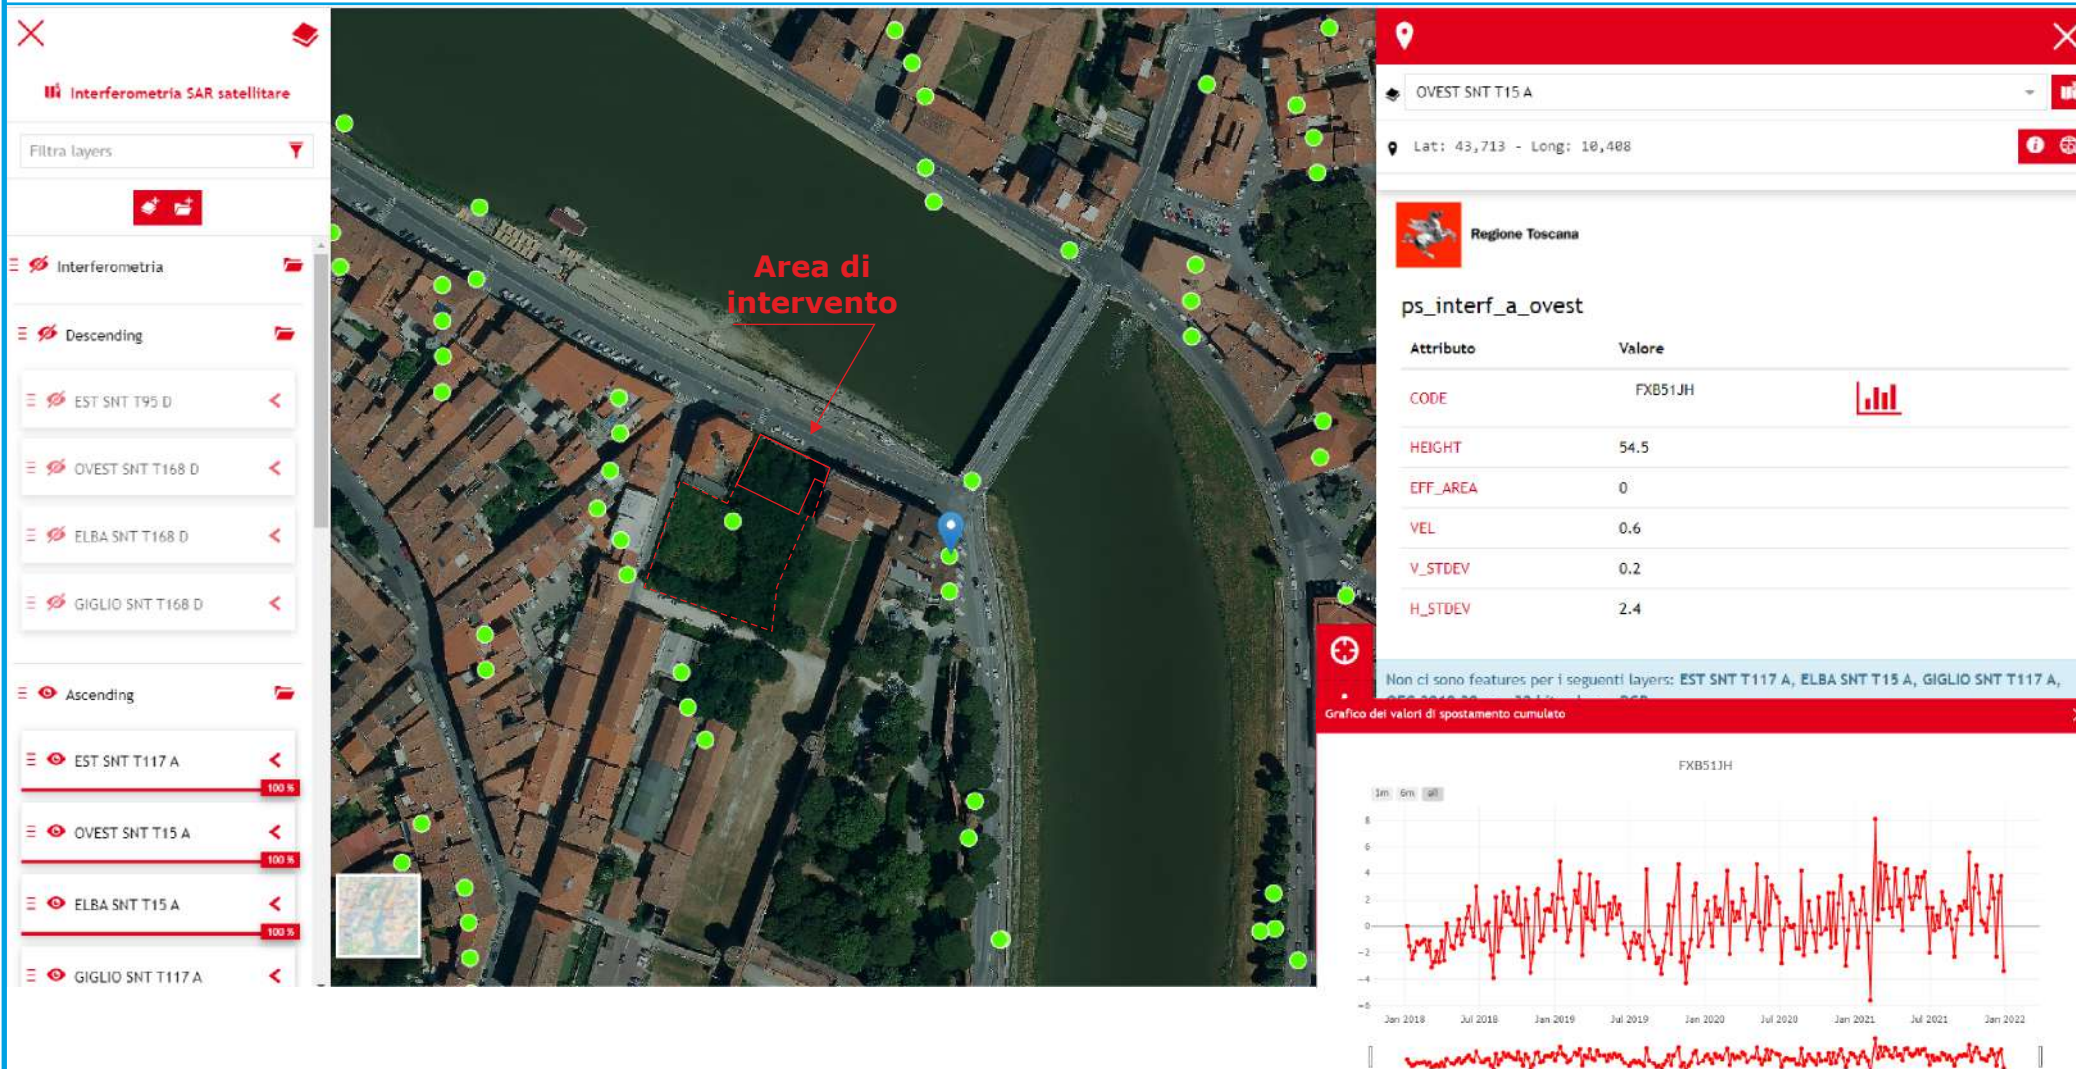 Interferometria SAR satellitare
Filtra layers
Interferometria
Descending
EST SNT T95 D
OVEST SNT T168 D
ELBA SNT T168 D
GIGLIO SNT T168 D
Ascending
EST SNT T117 A
100 %
OVEST SNT T15 A
100 %
ELBA SNT T15 A
100 %
GIGLIO SNT T117 A
Area di
intervento
OVEST SNT T15 A
Lat: 43,713 - Long: 10,408
Regione Toscana
ps_interf_a_ovest
Attributo Valore
CODE FXB51JH
HEIGHT 54.5
EFF_AREA 0
VEL 0.6
V_STDEV 0.2
H_STDEV 2.4
Non ci sono features per i seguenti layers: EST SNT T117 A, ELBA SNT T15 A, GIGLIO SNT T117 A,
Grafico dei valori di spostamento cumulato
FXB51JH
1m 6m all
8
6
4
2
0
−2
−4
−6
Jan 2018 Jul 2018 Jan 2019 Jul 2019 Jan 2020 Jul 2020 Jan 2021 Jul 2021 Jan 2022